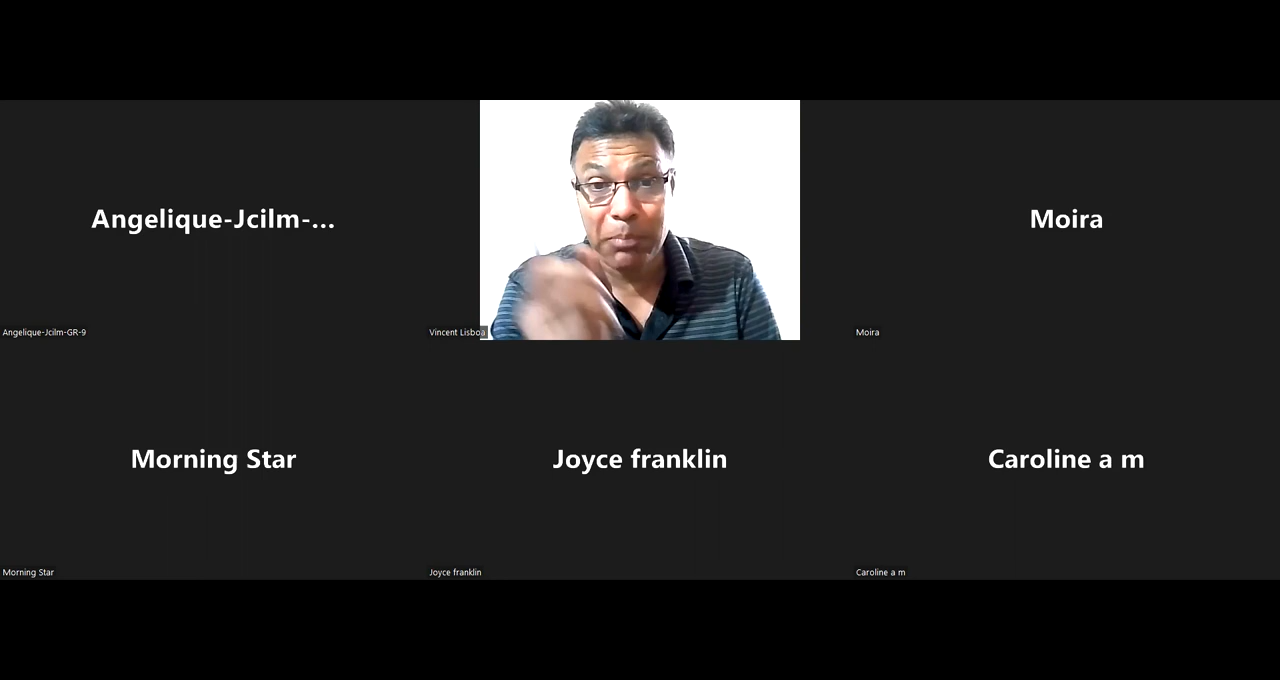 Angelique-Jcilm-...
Moira
Angelique-Jcilm-GR-9
Vincent Lisboa
Moira
Morning Star
Joyce franklin
Caroline a m
Morning Star
Joyce franklin
Caroline a m